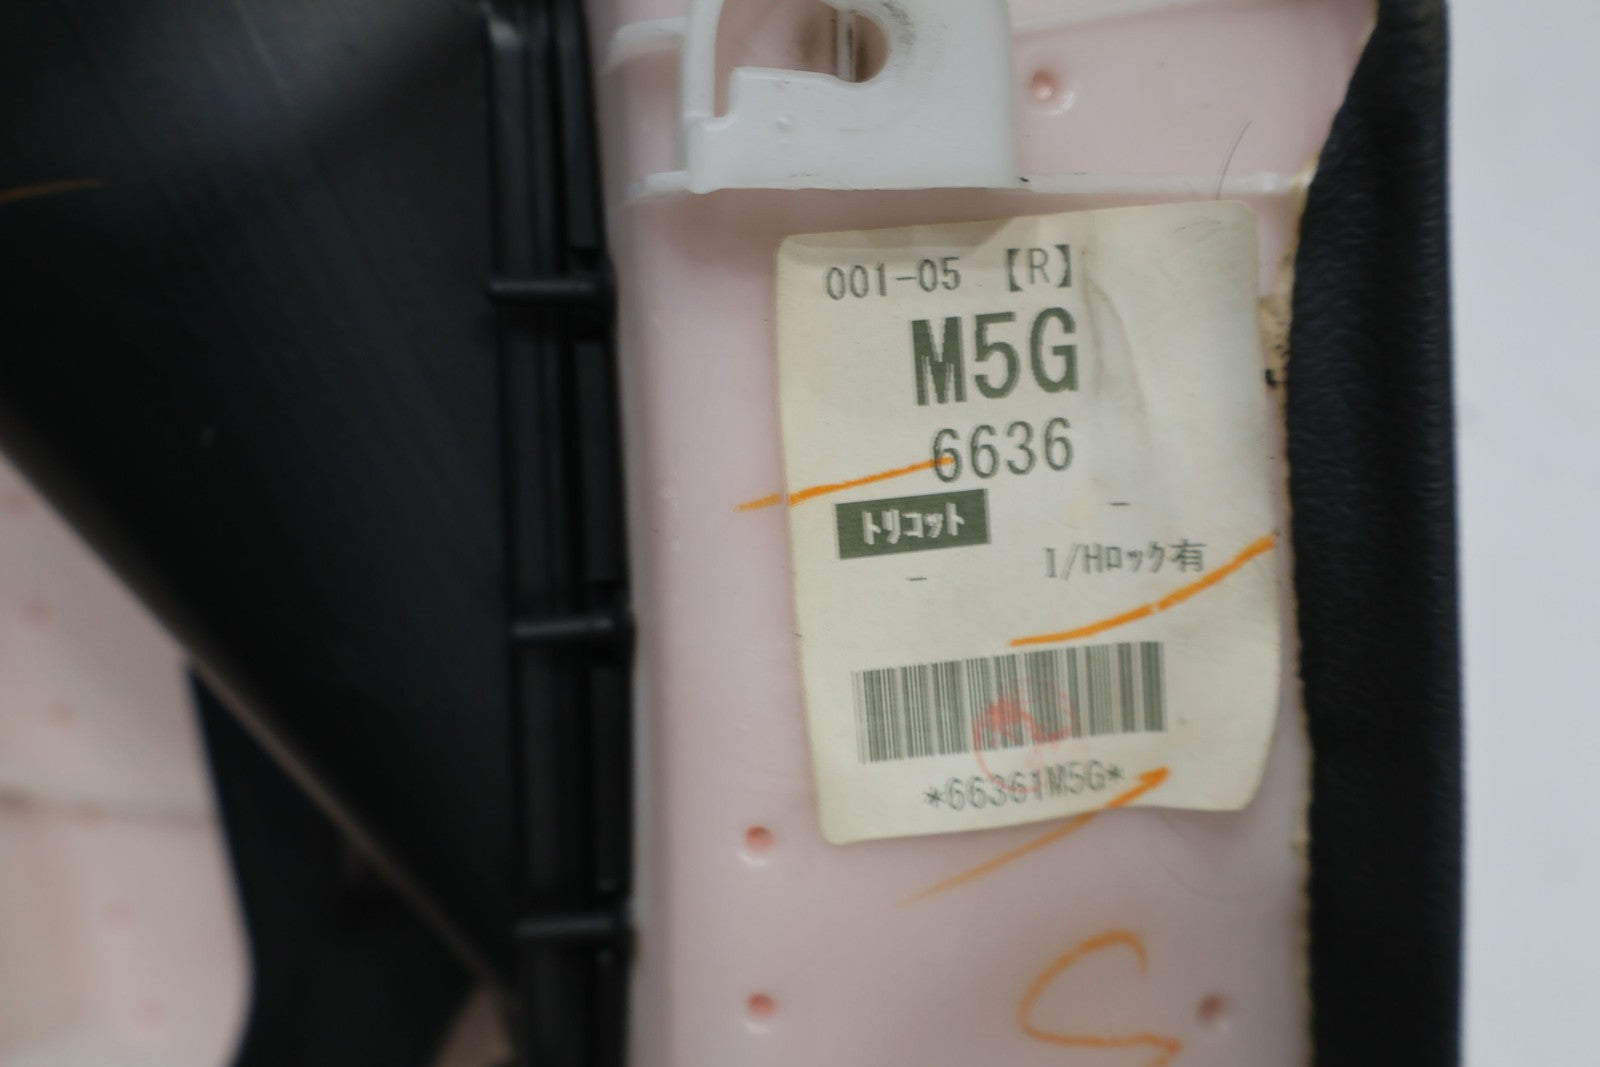 001-05 【R】
M5G
6636
トリコット
-
-
I/Hロック有
*66361M5G*
S